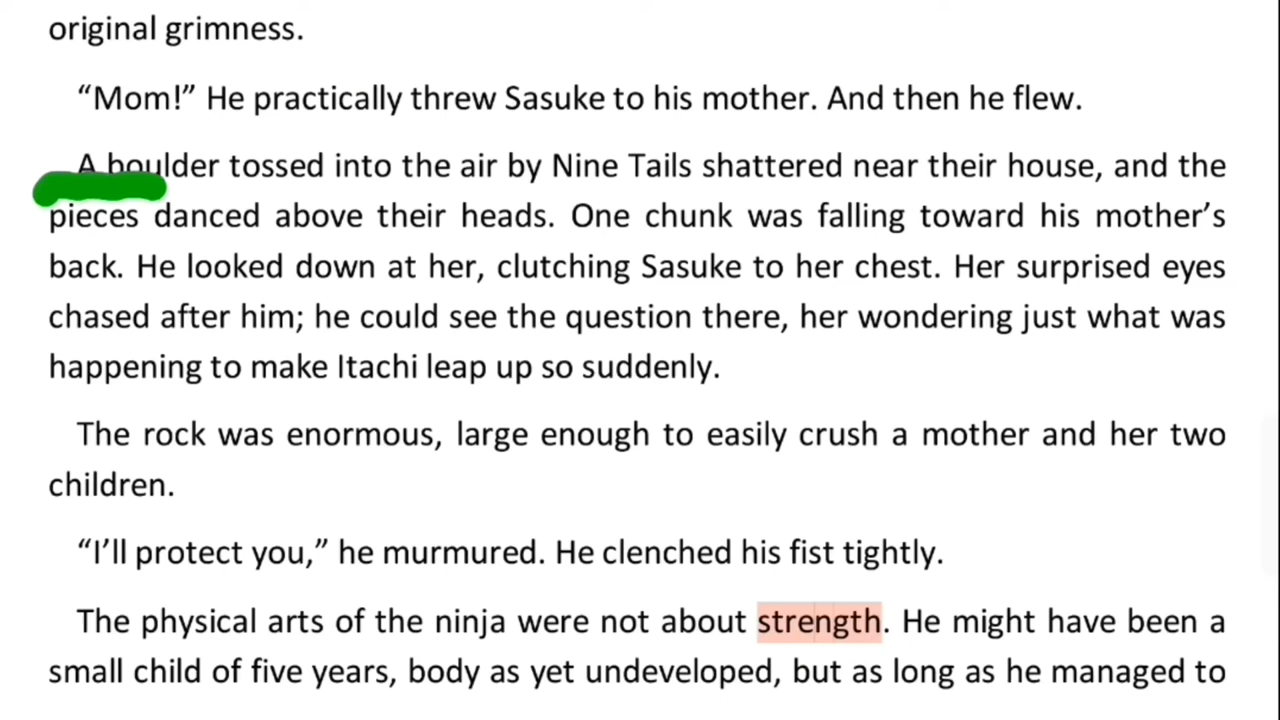 original grimness.
“Mom!” He practically threw Sasuke to his mother. And then he flew.
A boulder tossed into the air by Nine Tails shattered near their house, and the
pieces danced above their heads. One chunk was falling toward his mother’s
back. He looked down at her, clutching Sasuke to her chest. Her surprised eyes
chased after him; he could see the question there, her wondering just what was
happening to make Itachi leap up so suddenly.
The rock was enormous, large enough to easily crush a mother and her two
children.
“I’ll protect you,” he murmured. He clenched his fist tightly.
The physical arts of the ninja were not about strength. He might have been a
small child of five years, body as yet undeveloped, but as long as he managed to